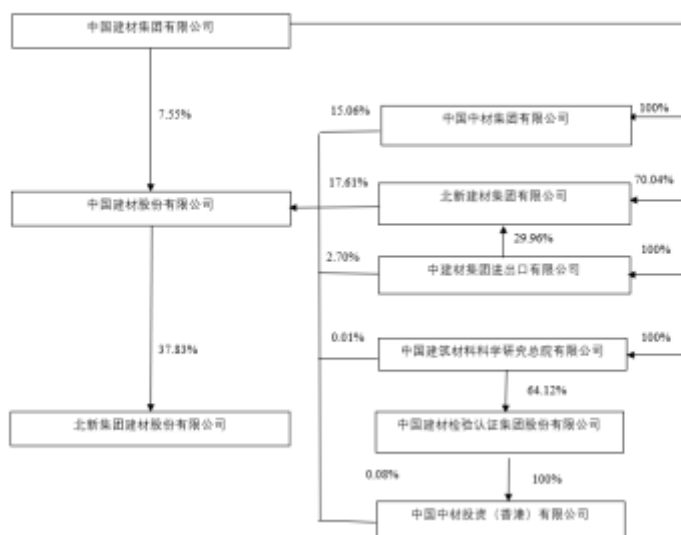 中国建材集团有限公司
7.55%
15.06%
中国中材集团有限公司
100%
中国建材股份有限公司
17.61%
北新建材集团有限公司
70.04%
29.96%
2.70%
中建材集团进出口有限公司
100%
37.83%
0.01%
中国建筑材料科学研究总院有限公司
100%
64.12%
北新集团建材股份有限公司
中国建材检验认证集团股份有限公司
0.08%
100%
中国中材投资（香港）有限公司